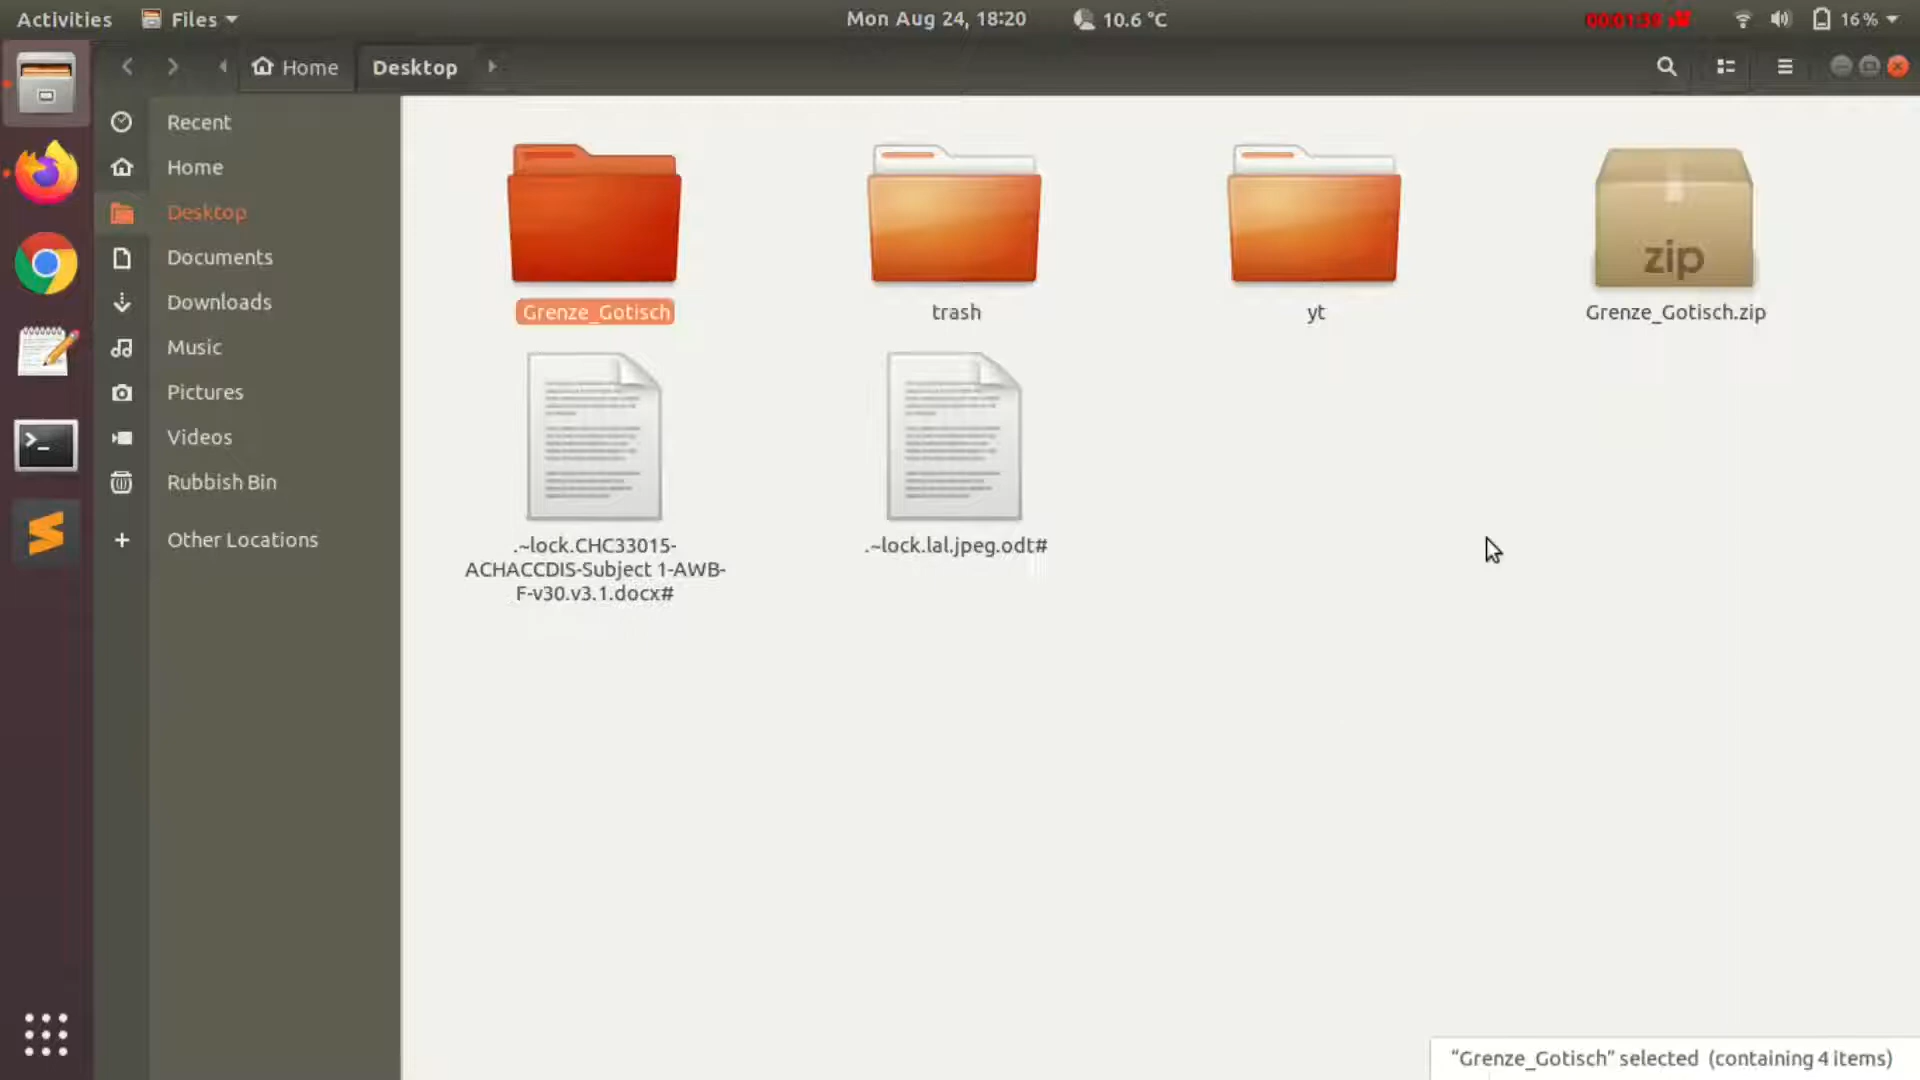 Activities
Files
Mon Aug 24, 18:20
10.6 °C
16 %
Home
Desktop
Recent
Home
Desktop
Documents
Downloads
Music
Pictures
Videos
Rubbish Bin
Other Locations
Grenze_Gotisch
trash
yt
zip
Grenze_Gotisch.zip
.~lock.CHC33015-
ACHACCDIS-Subject 1-AWB-
F-v30.v3.1.docx#
.~lock.lal.jpeg.odt#
“Grenze_Gotisch” selected (containing 4 items)